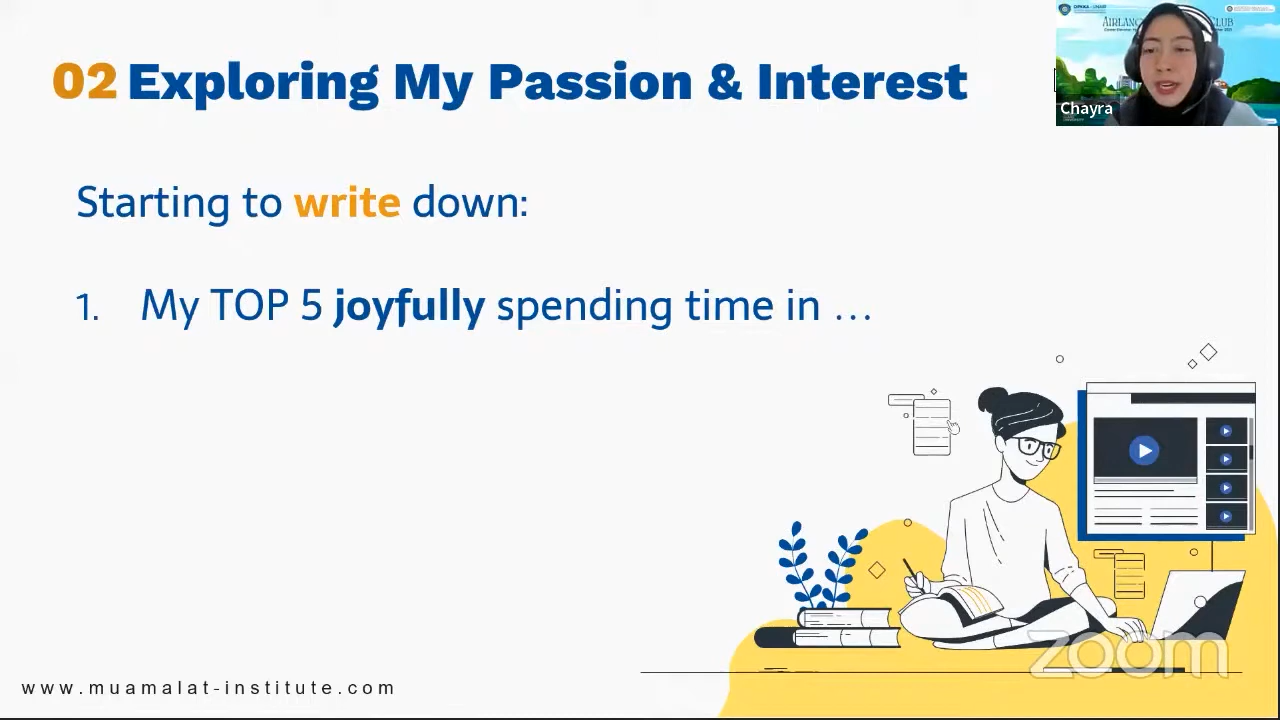 02 Exploring My Passion & Interest
Chayra
Starting to write down:
1. My TOP 5 joyfully spending time in …
zoom
www.muamalat-institute.com